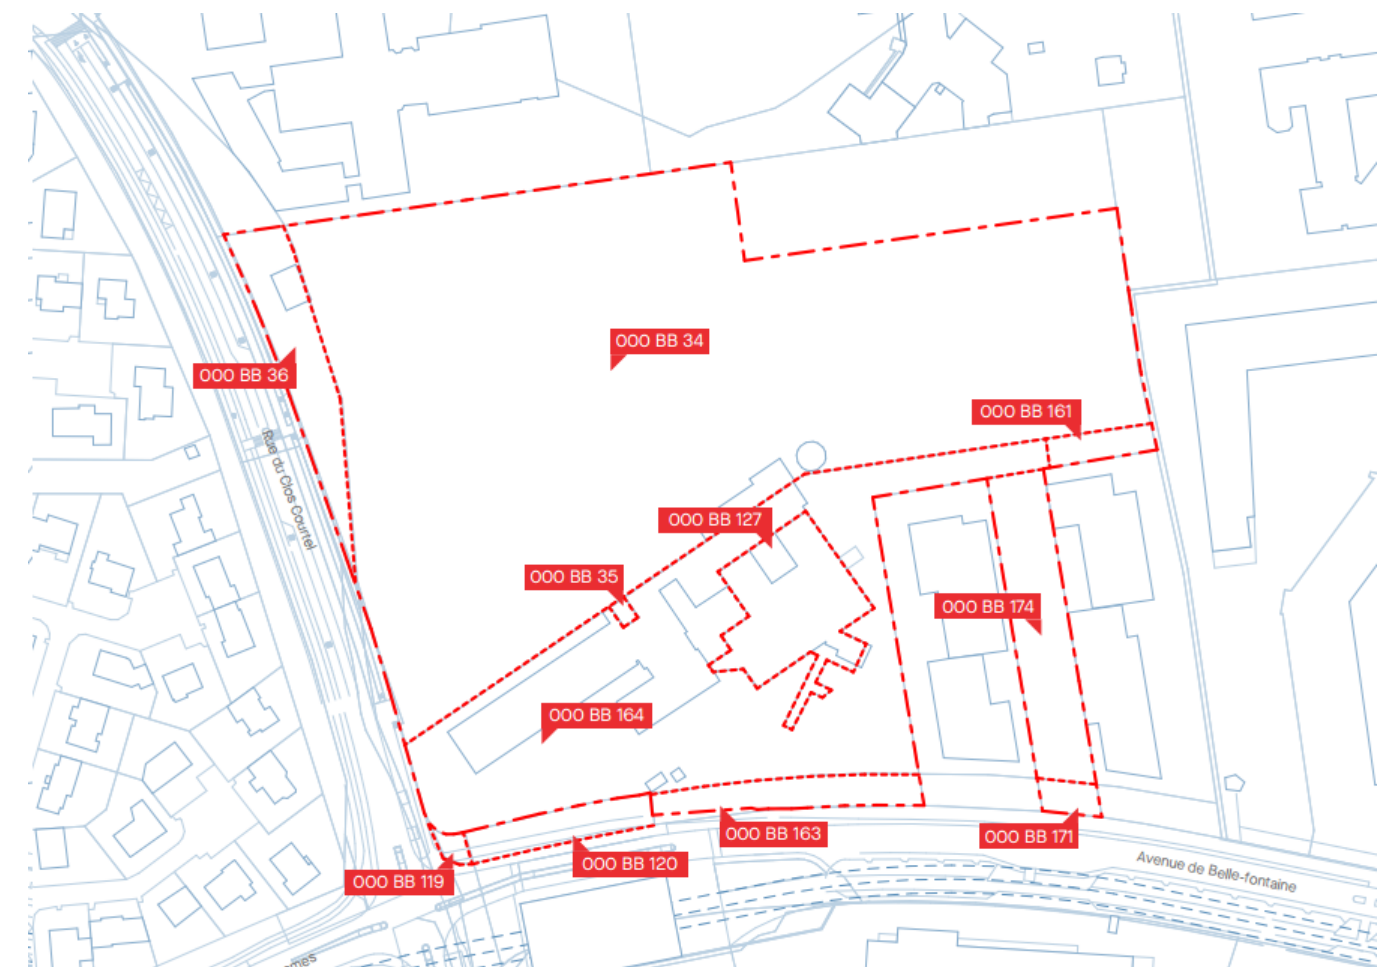 000 BB 34
000 BB 36
000 BB 161
Rue du Clos Courtel
000 BB 127
000 BB 35
000 BB 174
000 BB 164
000 BB 163
000 BB 171
000 BB 120
000 BB 119
Avenue de Belle-fontaine